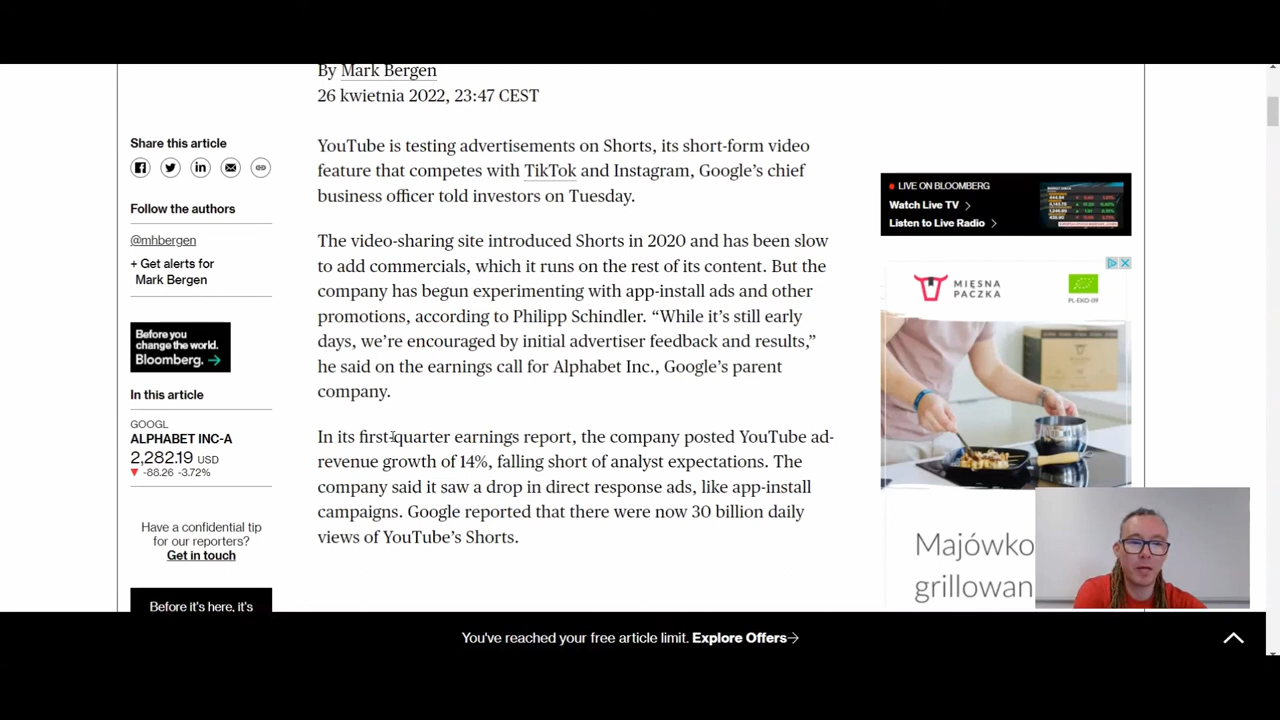 By Mark Bergen
26 kwietnia 2022, 23:47 CEST
Share this article
Follow the authors
@mhbergen
+ Get alerts for
Mark Bergen
Before you
change the world.
Bloomberg. →
In this article
GOOGL
ALPHABET INC-A
2,282.19 USD
▼ -88.26 -3.72%
Have a confidential tip
for our reporters?
Get in touch
Before it's here, it's
YouTube is testing advertisements on Shorts, its short-form video
feature that competes with TikTok and Instagram, Google’s chief
business officer told investors on Tuesday.
The video-sharing site introduced Shorts in 2020 and has been slow
to add commercials, which it runs on the rest of its content. But the
company has begun experimenting with app-install ads and other
promotions, according to Philipp Schindler. “While it’s still early
days, we’re encouraged by initial advertiser feedback and results,”
he said on the earnings call for Alphabet Inc., Google’s parent
company.
In its first-quarter earnings report, the company posted YouTube ad-
revenue growth of 14%, falling short of analyst expectations. The
company said it saw a drop in direct response ads, like app-install
campaigns. Google reported that there were now 30 billion daily
views of YouTube’s Shorts.
LIVE ON BLOOMBERG
Watch Live TV >
Listen to Live Radio >
MIĘSNA
PACZKA
PL-EKO-09
Majówko
grillowan
You've reached your free article limit. Explore Offers→